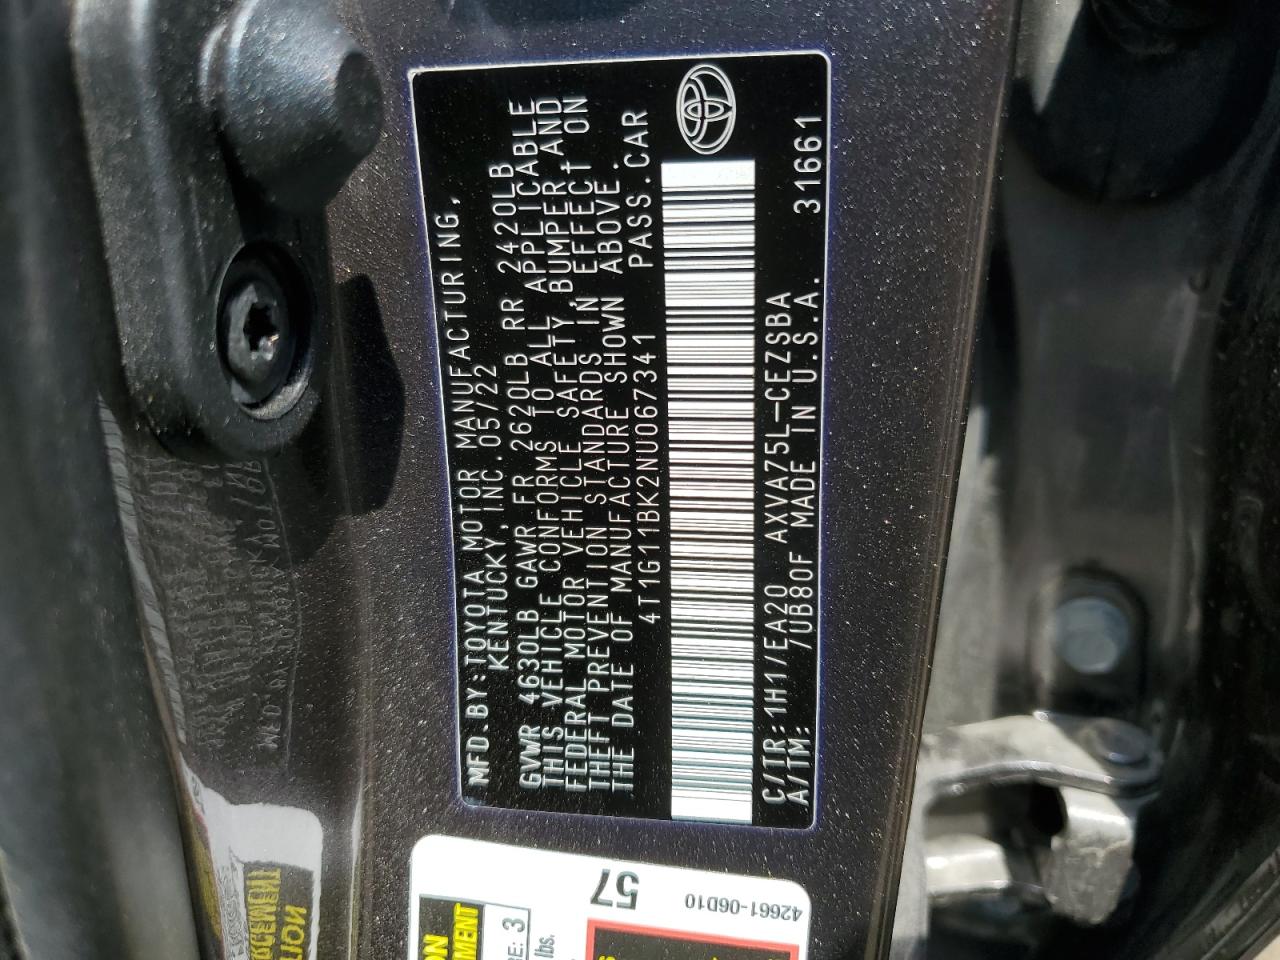 MFD.BY:TOYOTA MOTOR MANUFACTURING,
KENTUCKY, INC.05/22
GVWR 4630LB GAWR FR 2620LB RR 2420LB
THIS VEHICLE CONFORMS TO ALL APPLICABLE
FEDERAL MOTOR VEHICLE SAFETY,BUMPER,AND
THEFT PREVENTION STANDARDS IN EFFECT ON
THE DATE OF MANUFACTURE SHOWN ABOVE.
4T1G11BK2NU067341 PASS.CAR
C/TR:1H1/EA20 AXVA75L-CEZSBA
A/TM: /UB80F MADE IN U.S.A. 31661
57
42661-06D10
3
lbs.